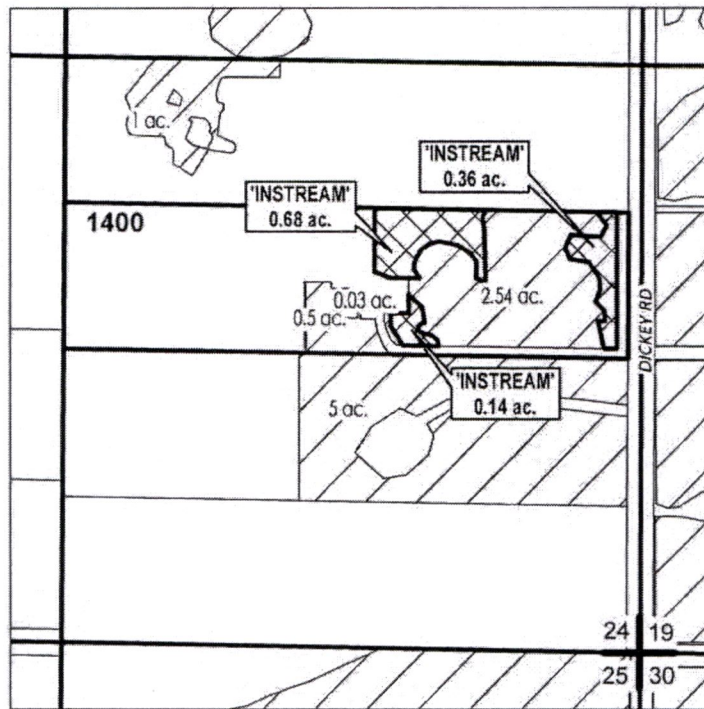 1 ac.
'INSTREAM'
0.36 ac.
'INSTREAM'
0.68 ac.
1400
0.03 ac.
0.5 ac.
2.54 ac.
DICKEY RD
'INSTREAM'
0.14 ac.
5 ac.
24 19
25 30